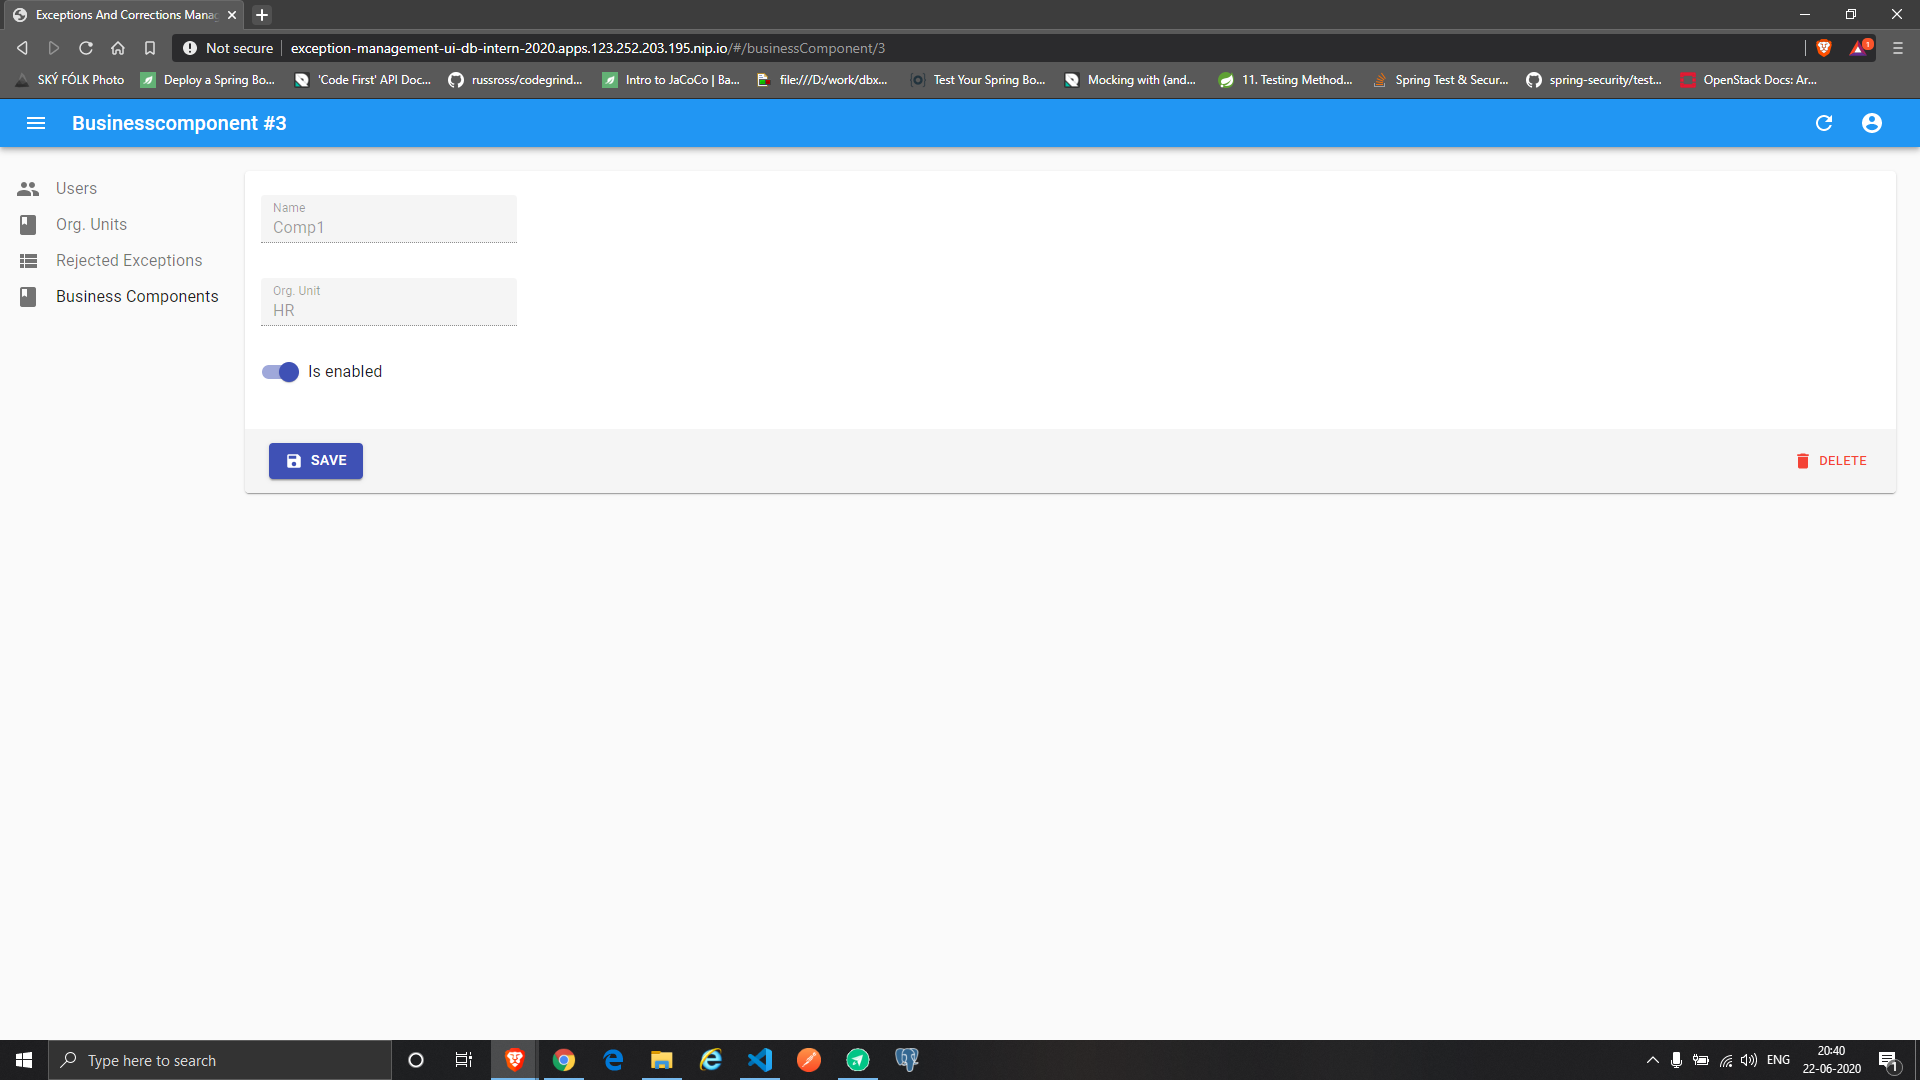 Exceptions And Corrections Mana
Not secure
exception-management-ui-db-intern-2020.apps.123.252.203.195.nip.io/#/businessComponent/3
1
SKÝ FÓLK Photo
Deploy a Spring Bo...
'Code First' API Doc...
russross/codegrind...
Intro to JaCoCo | Ba...
file:///D:/work/dbx...
Test Your Spring Bo...
Mocking with (and...
11. Testing Method...
Spring Test & Secur...
spring-security/test...
OpenStack Docs: Ar...
Businesscomponent #3
Users
Org. Units
Rejected Exceptions
Business Components
Name
Comp1
Org. Unit
HR
Is enabled
SAVE
DELETE
Type here to search
ENG
20:40
22-06-2020
1